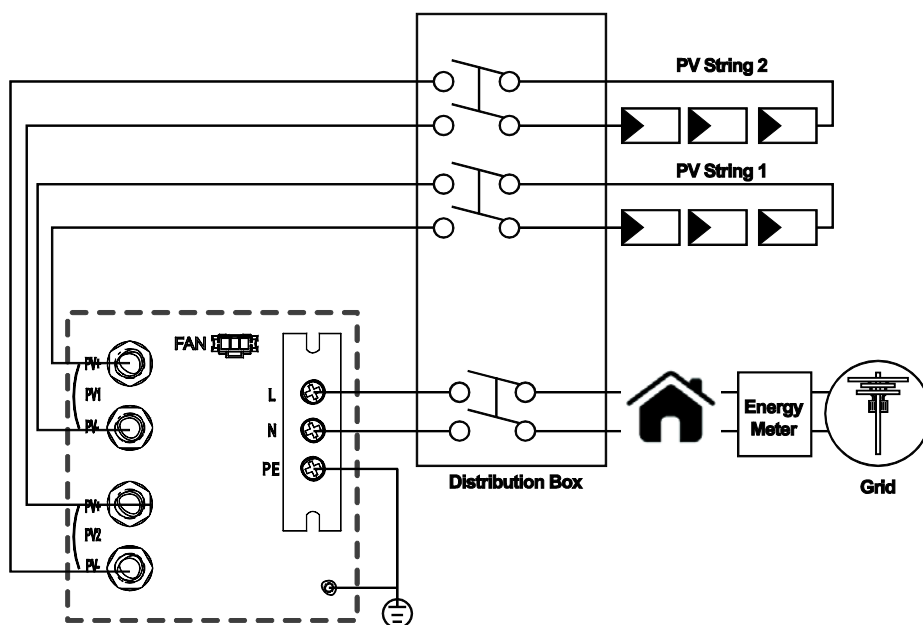 PV String 2
PV String 1
FAN
PV+
PV1
PV-
PV+
PV2
PV-
L
N
PE
Distribution Box
Energy
Meter
Grid